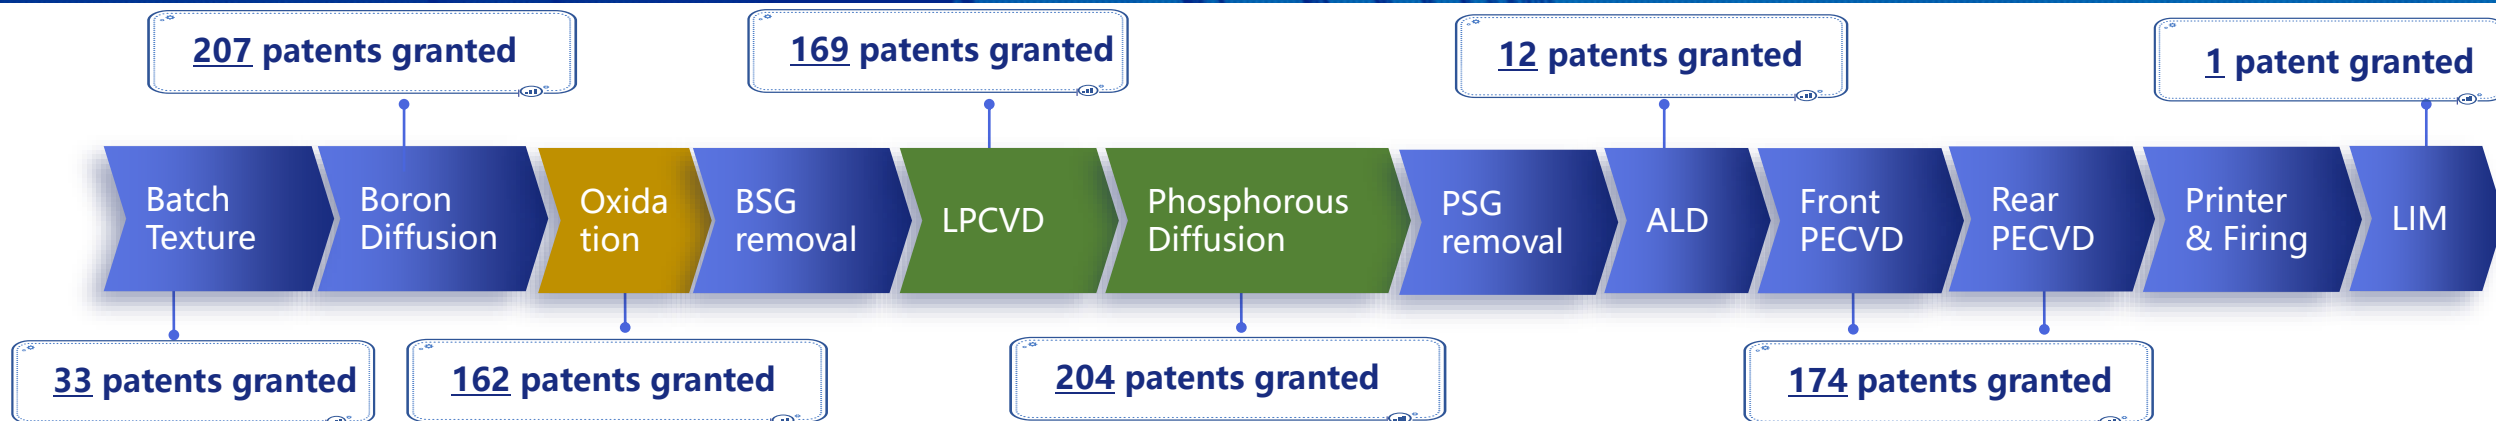 207 patents granted
169 patents granted
12 patents granted
1 patent granted
Batch
Texture
Boron
Diffusion
Oxida
tion
BSG
removal
LPCVD
Phosphorous
Diffusion
PSG
removal
ALD
Front
PECVD
Rear
PECVD
Printer
& Firing
LIM
33 patents granted
162 patents granted
204 patents granted
174 patents granted